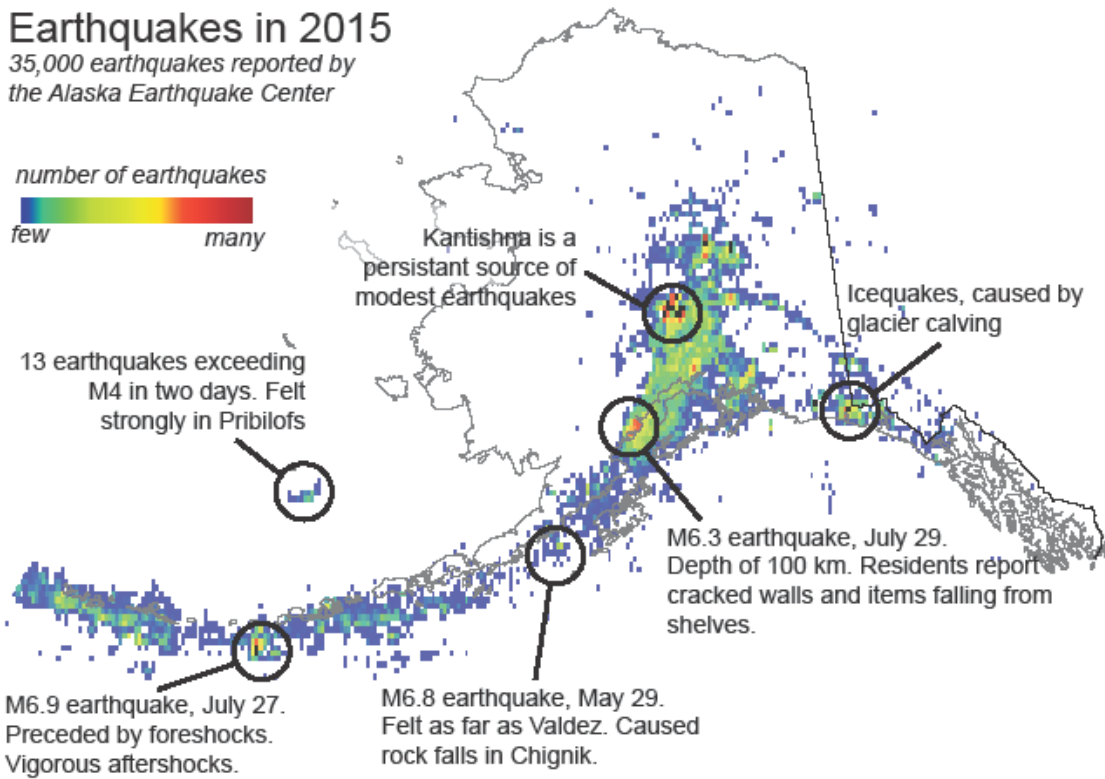 Earthquakes in 2015
35,000 earthquakes reported by
the Alaska Earthquake Center
number of earthquakes
few
many
Kantishna is a
persistant source of
modest earthquakes
Icequakes, caused by
glacier calving
13 earthquakes exceeding
M4 in two days. Felt
strongly in Pribilofs
M6.3 earthquake, July 29.
Depth of 100 km. Residents report
cracked walls and items falling from
shelves.
M6.9 earthquake, July 27.
Preceded by foreshocks.
Vigorous aftershocks.
M6.8 earthquake, May 29.
Felt as far as Valdez. Caused
rock falls in Chignik.